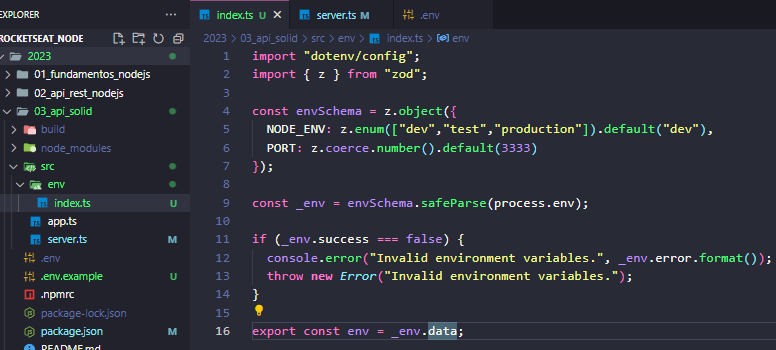 EXPLORER
...
index.ts U
server.ts M
.env
ROCKETSEAT_NODE
2023 > 03_api_solid > src > env > index.ts > env
2023
01_fundamentos_nodejs
02_api_rest_nodejs
03_api_solid
build
node_modules
src
env
index.ts U
app.ts
server.ts M
.env
.env.example U
.npmrc
package-lock.json
package.json M
README.md
1 import "dotenv/config";
2 import { z } from "zod";
3
4 const envSchema = z.object({
5 NODE_ENV: z.enum(["dev","test","production"]).default("dev"),
6 PORT: z.coerce.number().default(3333)
7 });
8
9 const _env = envSchema.safeParse(process.env);
10
11 if (_env.success === false) {
12 console.error("Invalid environment variables.", _env.error.format());
13 throw new Error("Invalid environment variables.");
14 }
15
16 export const env = _env.data;